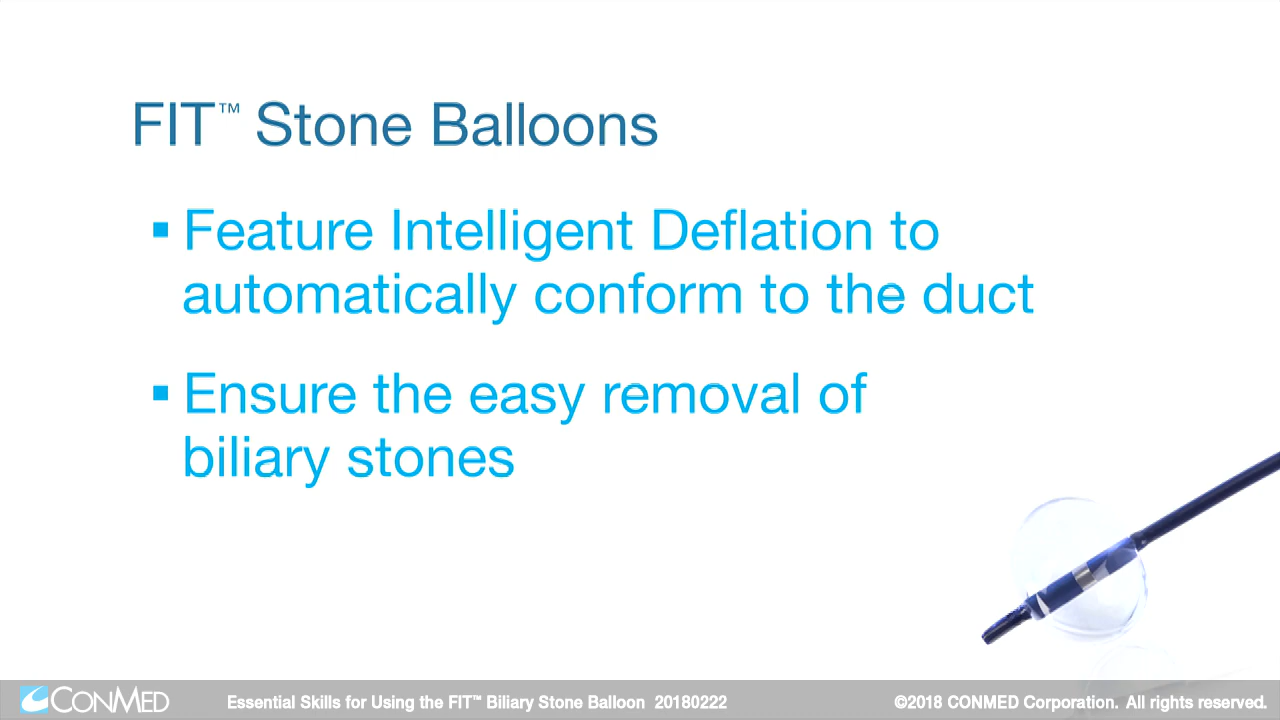 FIT™ Stone Balloons
▪ Feature Intelligent Deflation to
automatically conform to the duct
▪ Ensure the easy removal of
biliary stones
CONMED Essential Skills for Using the FIT™ Biliary Stone Balloon 20180222 ©2018 CONMED Corporation. All rights reserved.